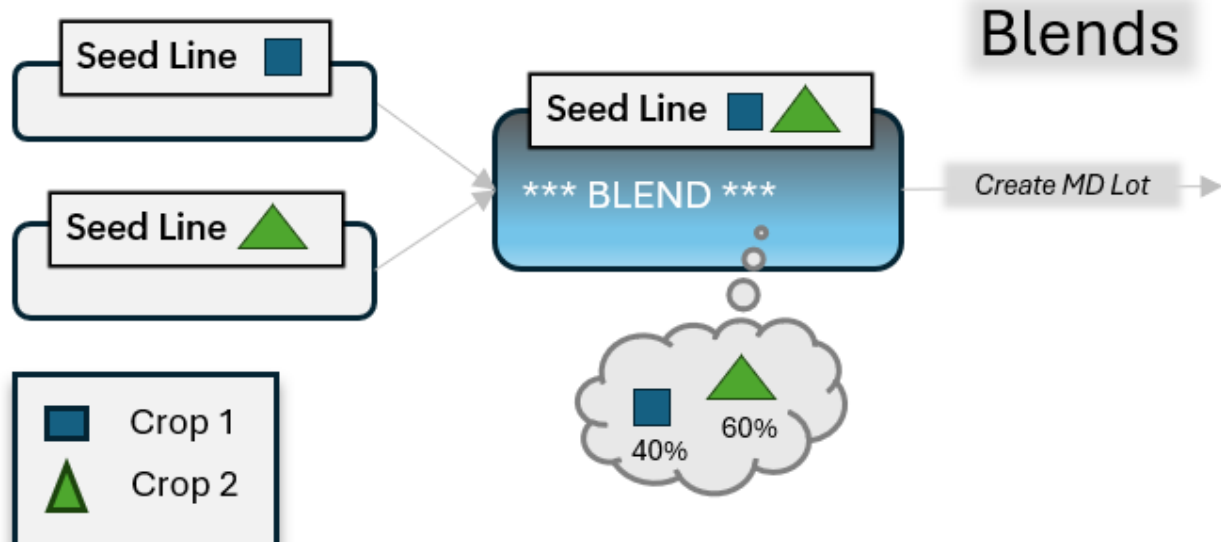 Blends
Seed Line
Seed Line
Seed Line
*** BLEND ***
Create MD Lot
40%
60%
Crop 1
Crop 2